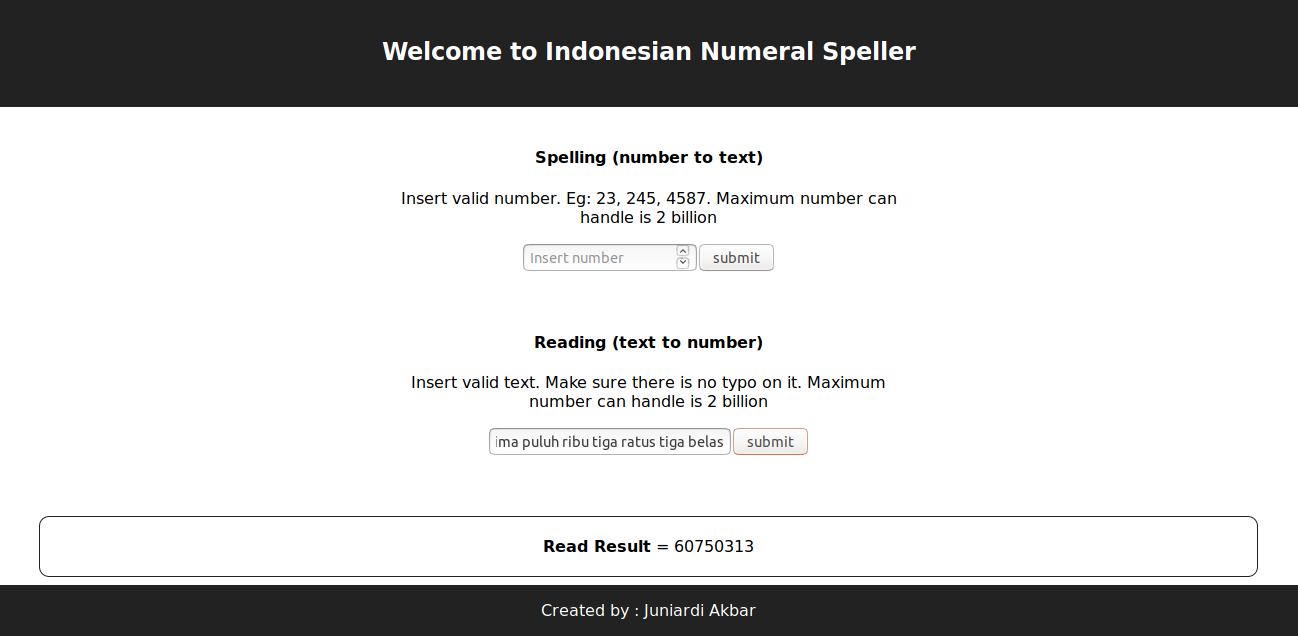 Welcome to Indonesian Numeral Speller
Spelling (number to text)
Insert valid number. Eg: 23, 245, 4587. Maximum number can
handle is 2 billion
Insert number submit
Reading (text to number)
Insert valid text. Make sure there is no typo on it. Maximum
number can handle is 2 billion
ima puluh ribu tiga ratus tiga belas submit
Read Result = 60750313
Created by : Juniardi Akbar